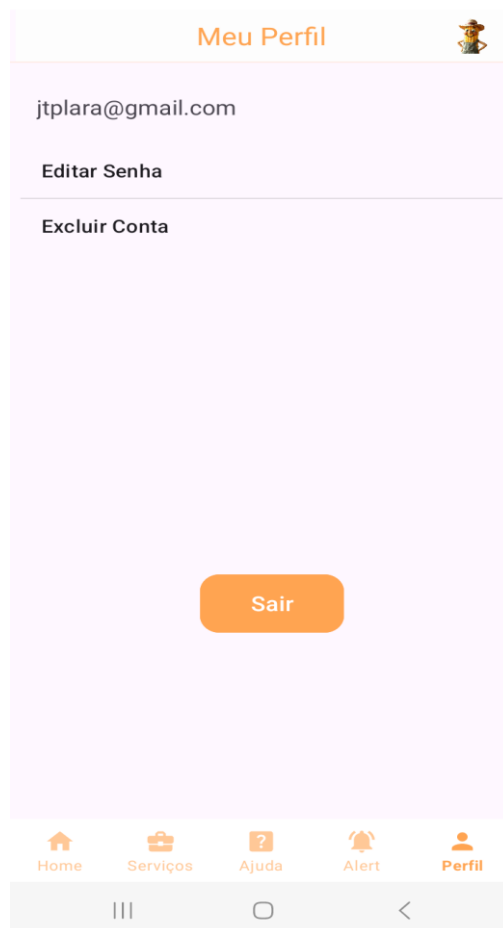 Meu Perfil
jtplara@gmail.com
Editar Senha
Excluir Conta
Sair
Home Serviços Ajuda Alert Perfil